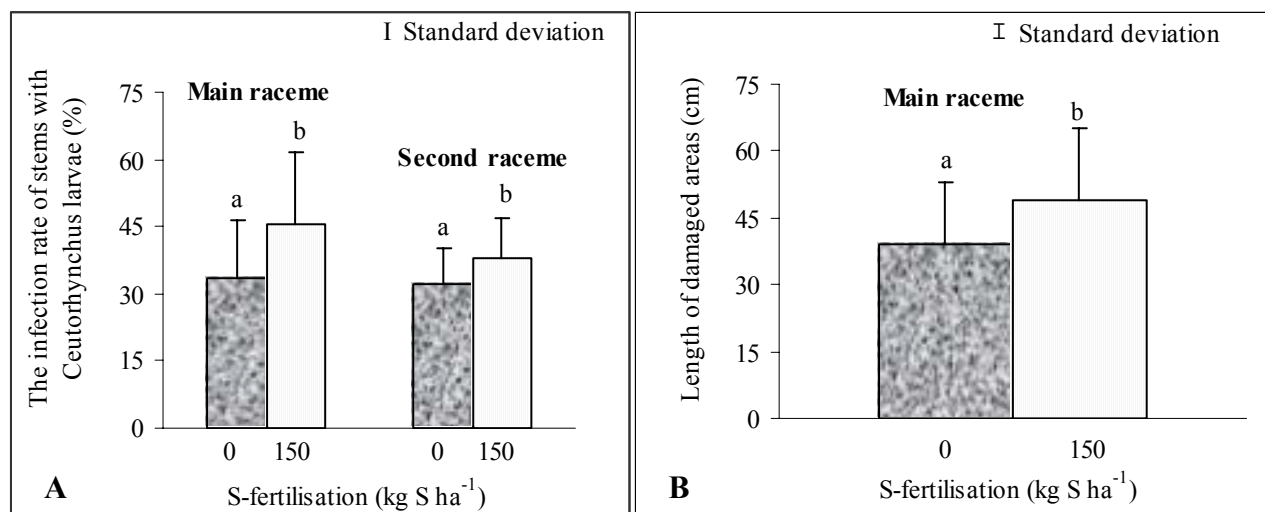 I Standard deviation
The infection rate of stems with
Ceutorhynchus larvae (%)
75
60
45
30
15
0
Main raceme
a
b
Second raceme
a
b
0
150
0
150
S-fertilisation (kg S ha⁻¹)
A
I Standard deviation
Length of damaged areas (cm)
75
60
45
30
15
0
Main raceme
a
b
0
150
S-fertilisation (kg S ha⁻¹)
B